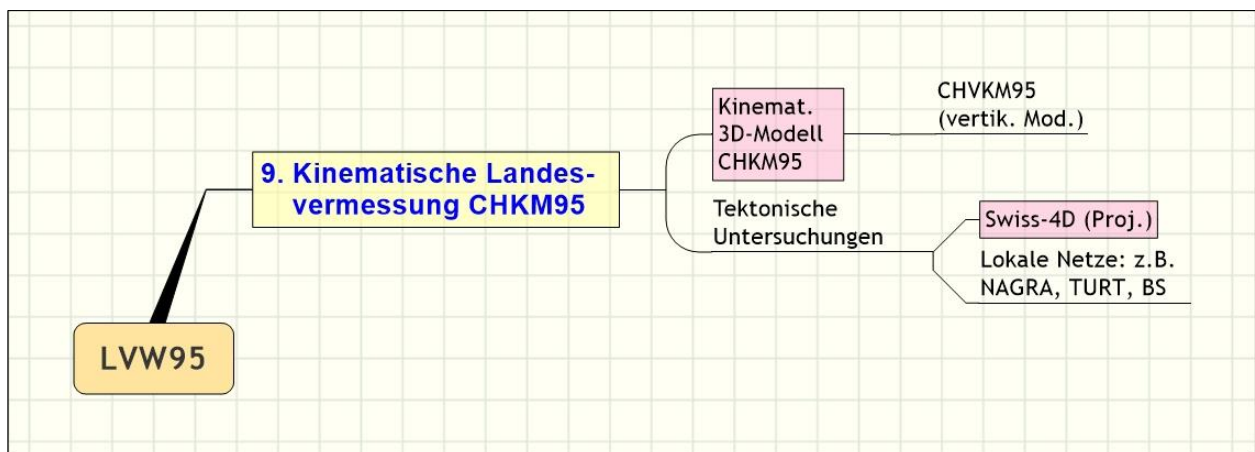 LVW95
9. Kinematische Landes-
vermessung CHKM95
Kinemat.
3D-Modell
CHKM95
CHVKM95
(vertik. Mod.)
Tektonische
Untersuchungen
Swiss-4D (Proj.)
Lokale Netze: z.B.
NAGRA, TURT, BS